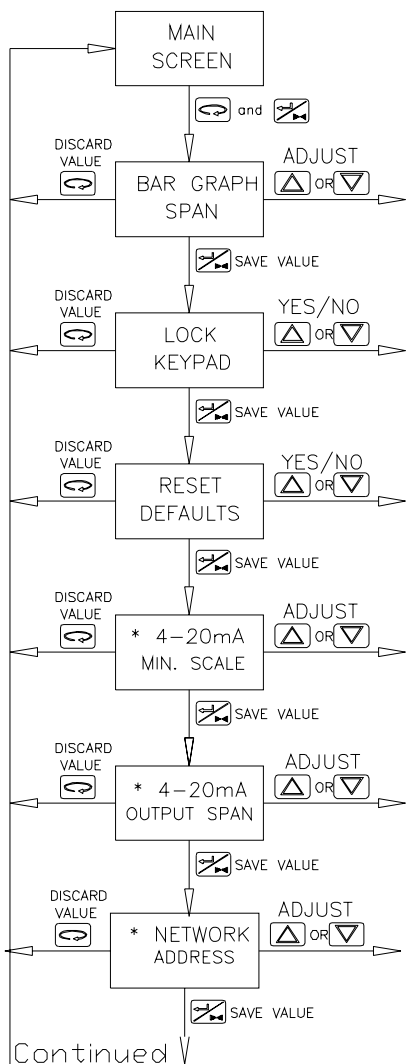 MAIN
SCREEN
and
DISCARD
VALUE
BAR GRAPH
SPAN
ADJUST
OR
SAVE VALUE
DISCARD
VALUE
LOCK
KEYPAD
YES/NO
OR
SAVE VALUE
DISCARD
VALUE
RESET
DEFAULTS
YES/NO
OR
SAVE VALUE
DISCARD
VALUE
* 4-20mA
MIN. SCALE
ADJUST
OR
SAVE VALUE
DISCARD
VALUE
* 4-20mA
OUTPUT SPAN
ADJUST
OR
SAVE VALUE
DISCARD
VALUE
* NETWORK
ADDRESS
ADJUST
OR
SAVE VALUE
Continued